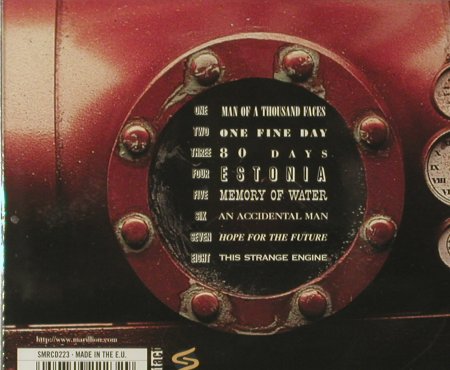 ONE MAN OF A THOUSAND FACES
TWO ONE FINE DAY
THREE 80 DAYS
FOUR ESTONIA
FIVE MEMORY OF WATER
SIX AN ACCIDENTAL MAN
SEVEN HOPE FOR THE FUTURE
EIGHT THIS STRANGE ENGINE
http://www.marillion.com
SMRCD223 - MADE IN THE E.U.